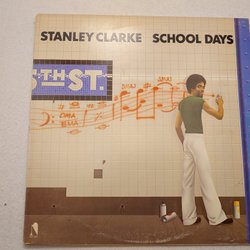 STANLEY CLARKE SCHOOL DAYS
5TH ST.